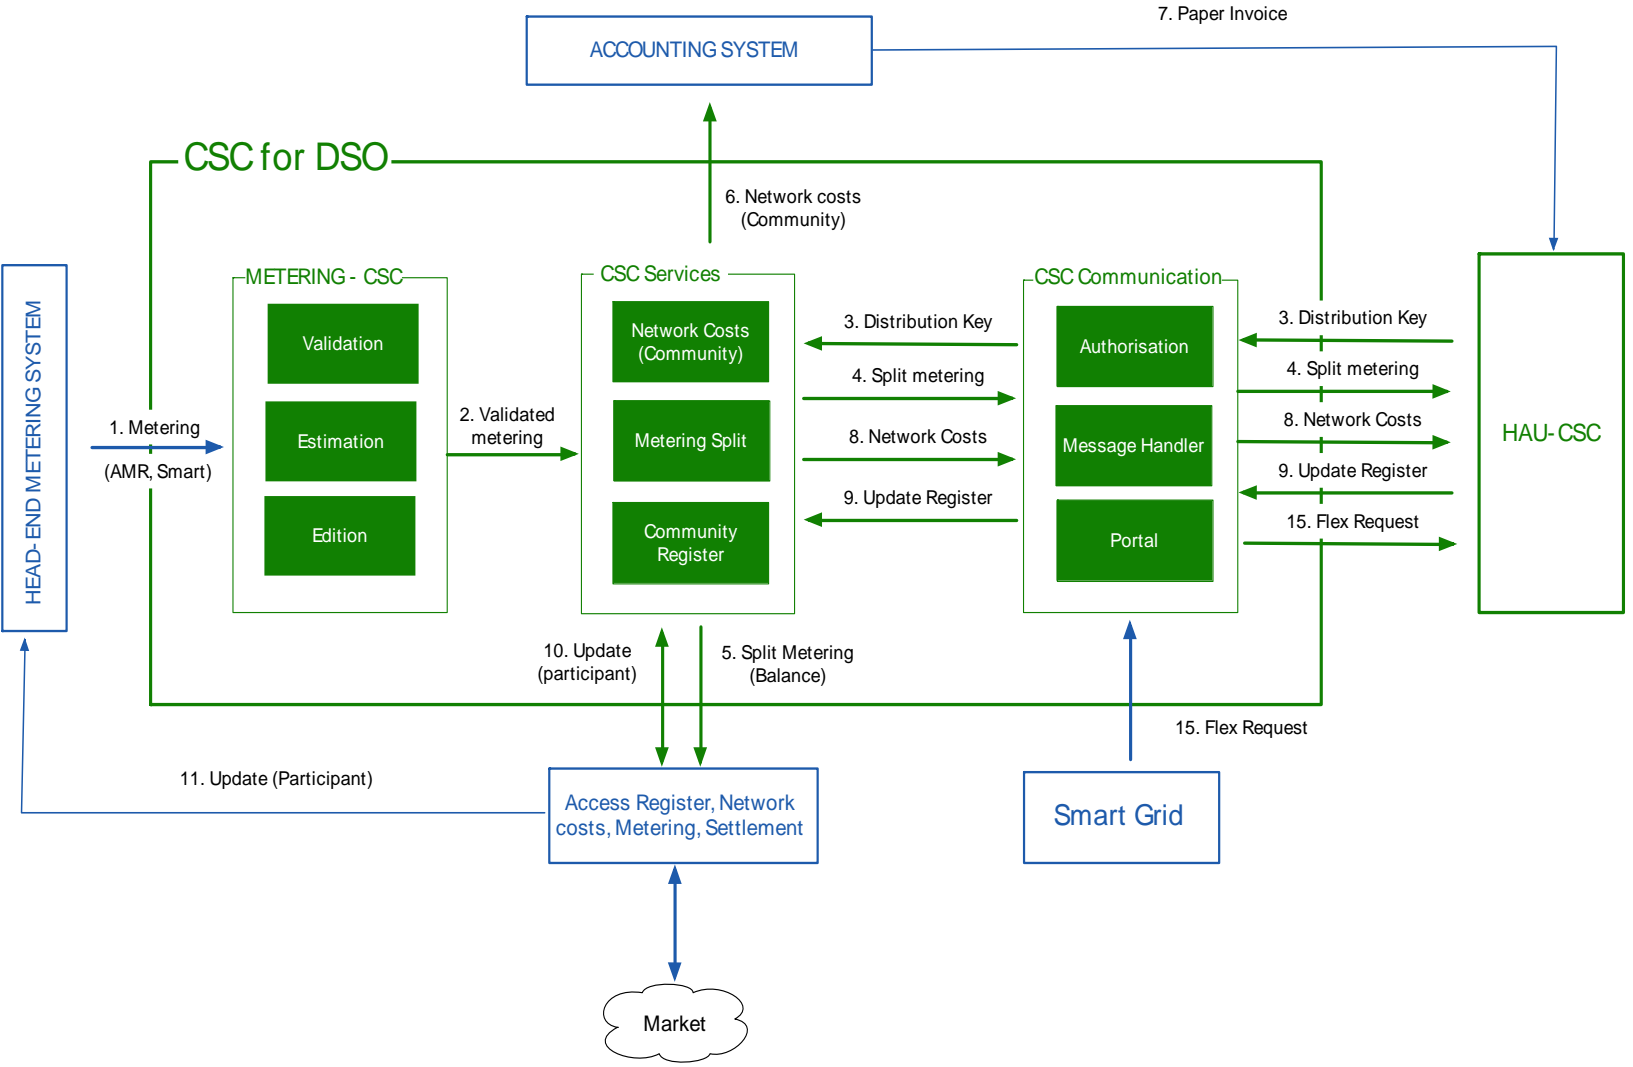 7. Paper Invoice
ACCOUNTING SYSTEM
CSC for DSO
6. Network costs
(Community)
HEAD-END METERING SYSTEM
1. Metering
(AMR, Smart)
METERING - CSC
Validation
Estimation
Edition
2. Validated
metering
CSC Services
Network Costs
(Community)
Metering Split
Community
Register
3. Distribution Key
4. Split metering
8. Network Costs
9. Update Register
CSC Communication
Authorisation
Message Handler
Portal
3. Distribution Key
4. Split metering
8. Network Costs
9. Update Register
15. Flex Request
HAU-CSC
10. Update
(participant)
5. Split Metering
(Balance)
15. Flex Request
11. Update (Participant)
Access Register, Network
costs, Metering, Settlement
Smart Grid
Market